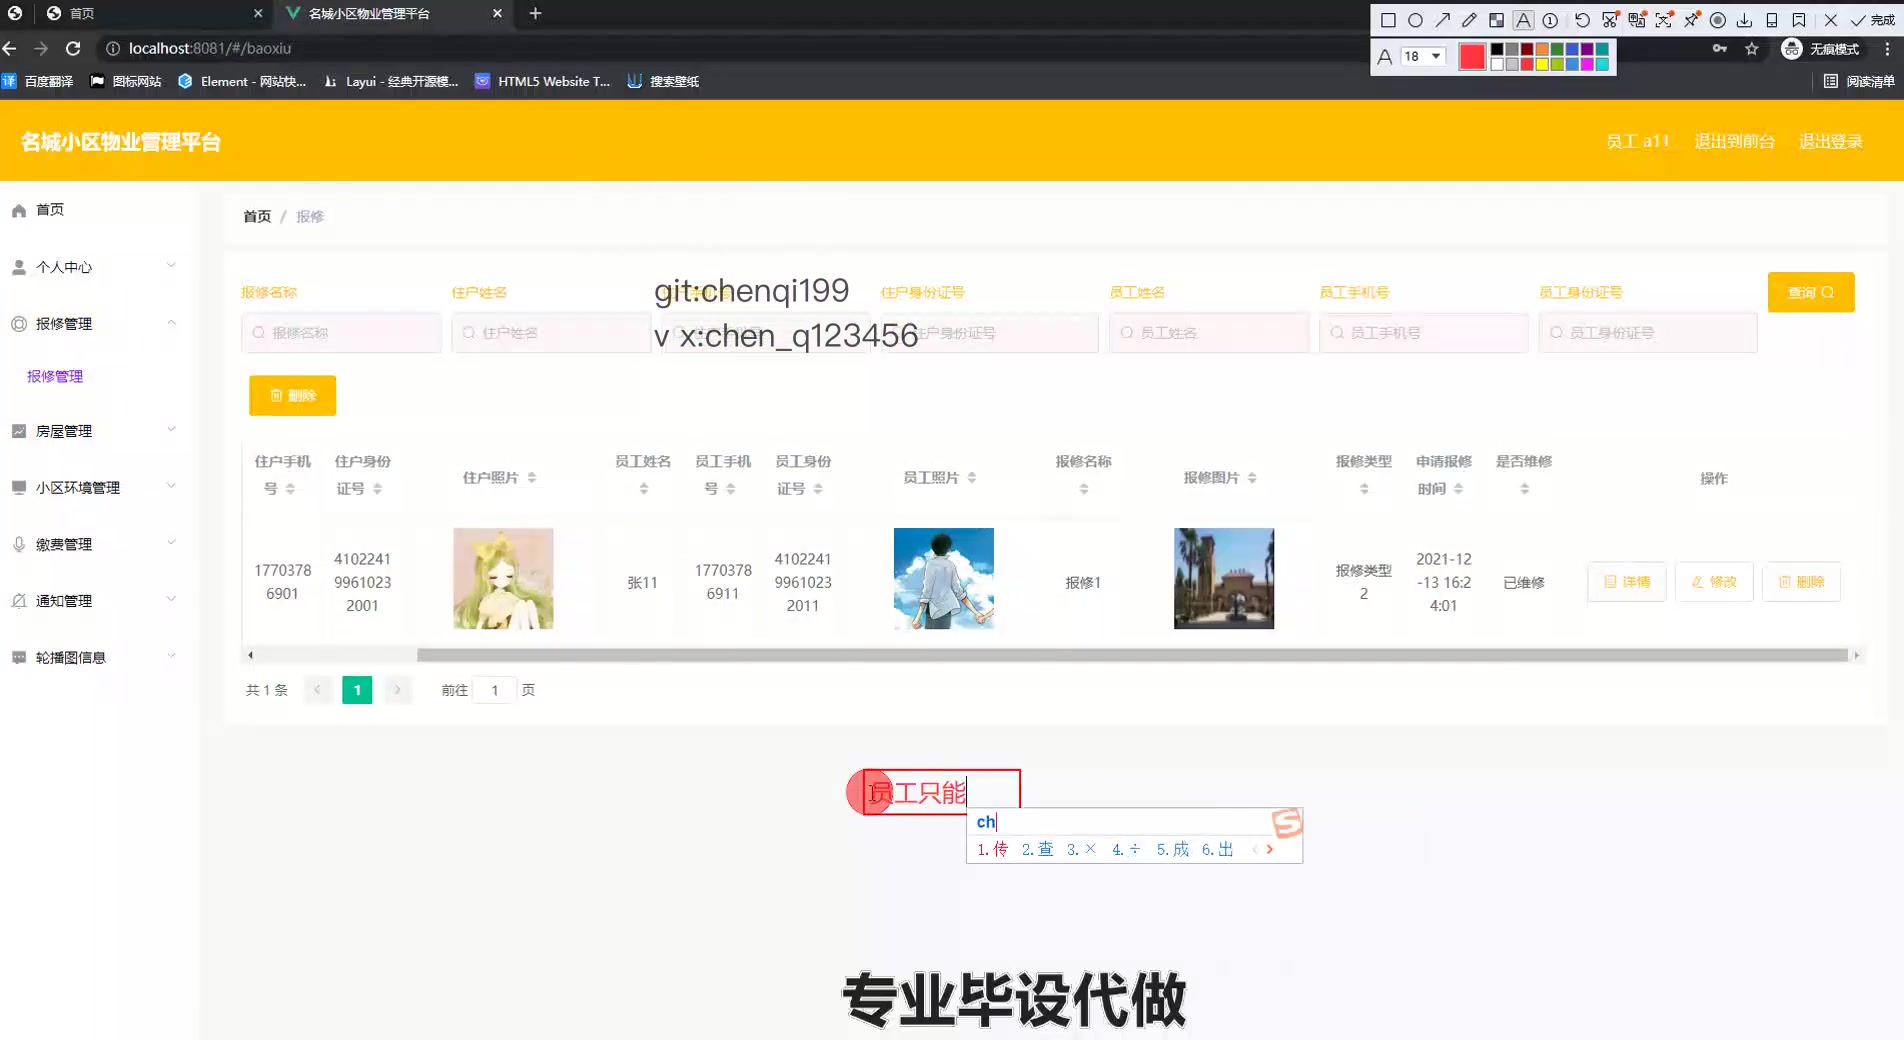 首页
名城小区物业管理平台
完成
localhost:8081/#/baoxiu
A 18
无痕模式
译 百度翻译 图标网站 Element - 网站快... Layui - 经典开源模... HTML5 Website T... 搜索壁纸
阅读清单
名城小区物业管理平台
员工 a11 退出到前台 退出登录
首页
个人中心
报修管理
报修管理
房屋管理
小区环境管理
缴费管理
通知管理
轮播图信息
首页 / 报修
报修名称 住户姓名 住户身份证号 员工姓名 员工手机号 员工身份证号 查询
git:chenqi199
报修名称 住户姓名 住户身份证号 员工姓名 员工手机号 员工身份证号
v x:chen_q123456
删除
住户手机号 住户身份证号 住户照片 员工姓名 员工手机号 员工身份证号 员工照片 报修名称 报修图片 报修类型 申请报修时间 是否维修 操作
17703786901 410224199610232001 张11 17703786911 410224199610232011 报修1 报修类型2 2021-12-13 16:24:01 已维修 详情 修改 删除
共 1 条 1 前往 1 页
员工只能
ch
1.传 2.查 3.× 4.÷ 5.成 6.出
专业毕设代做